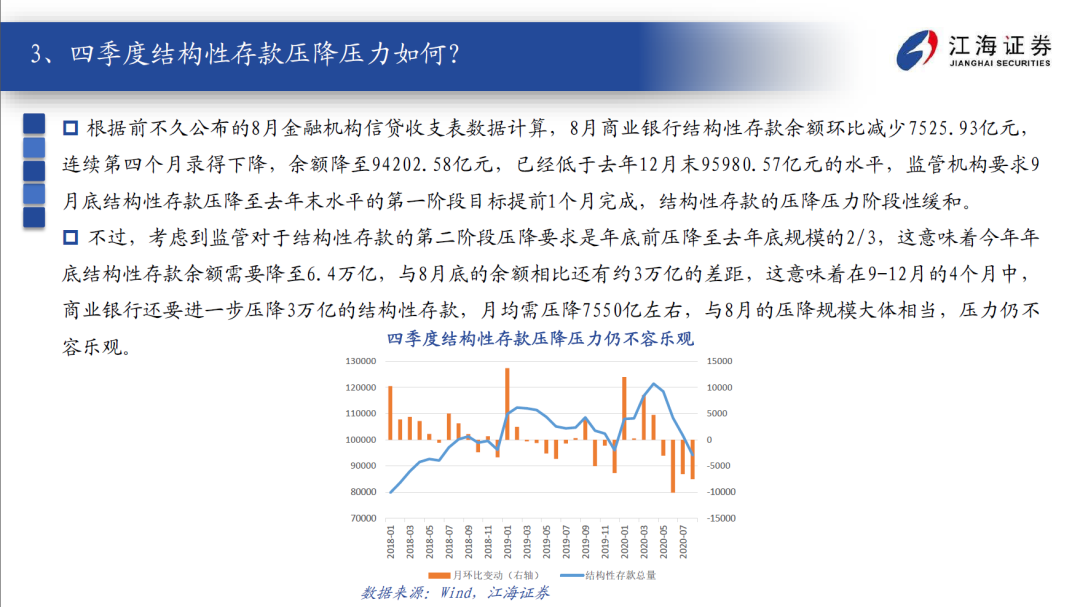 3、四季度结构性存款压降压力如何？
江海证券
JIANGHAI SECURITIES
根据前不久公布的8月金融机构信贷收支表数据计算，8月商业银行结构性存款余额环比减少7525.93亿元，
连续第四个月录得下降，余额降至94202.58亿元，已经低于去年12月末95980.57亿元的水平，监管机构要求9
月底结构性存款压降至去年末水平的第一阶段目标提前1个月完成，结构性存款的压降压力阶段性缓和。
不过，考虑到监管对于结构性存款的第二阶段压降要求是年底前压降至去年底规模的2/3，这意味着今年年
底结构性存款余额需要降至6.4万亿，与8月底的余额相比还有约3万亿的差距，这意味着在9-12月的4个月中，
商业银行还要进一步压降3万亿的结构性存款，月均需压降7550亿左右，与8月的压降规模大体相当，压力仍不
容乐观。
四季度结构性存款压降压力仍不容乐观
130000 15000
120000 10000
110000 5000
100000 0
90000 -5000
80000 -10000
70000 -15000
2018-01 2018-03 2018-05 2018-07 2018-09 2018-11 2019-01 2019-03 2019-05 2019-07 2019-09 2019-11 2020-01 2020-03 2020-05 2020-07
月环比变动（右轴） 结构性存款总量
数据来源：Wind，江海证券